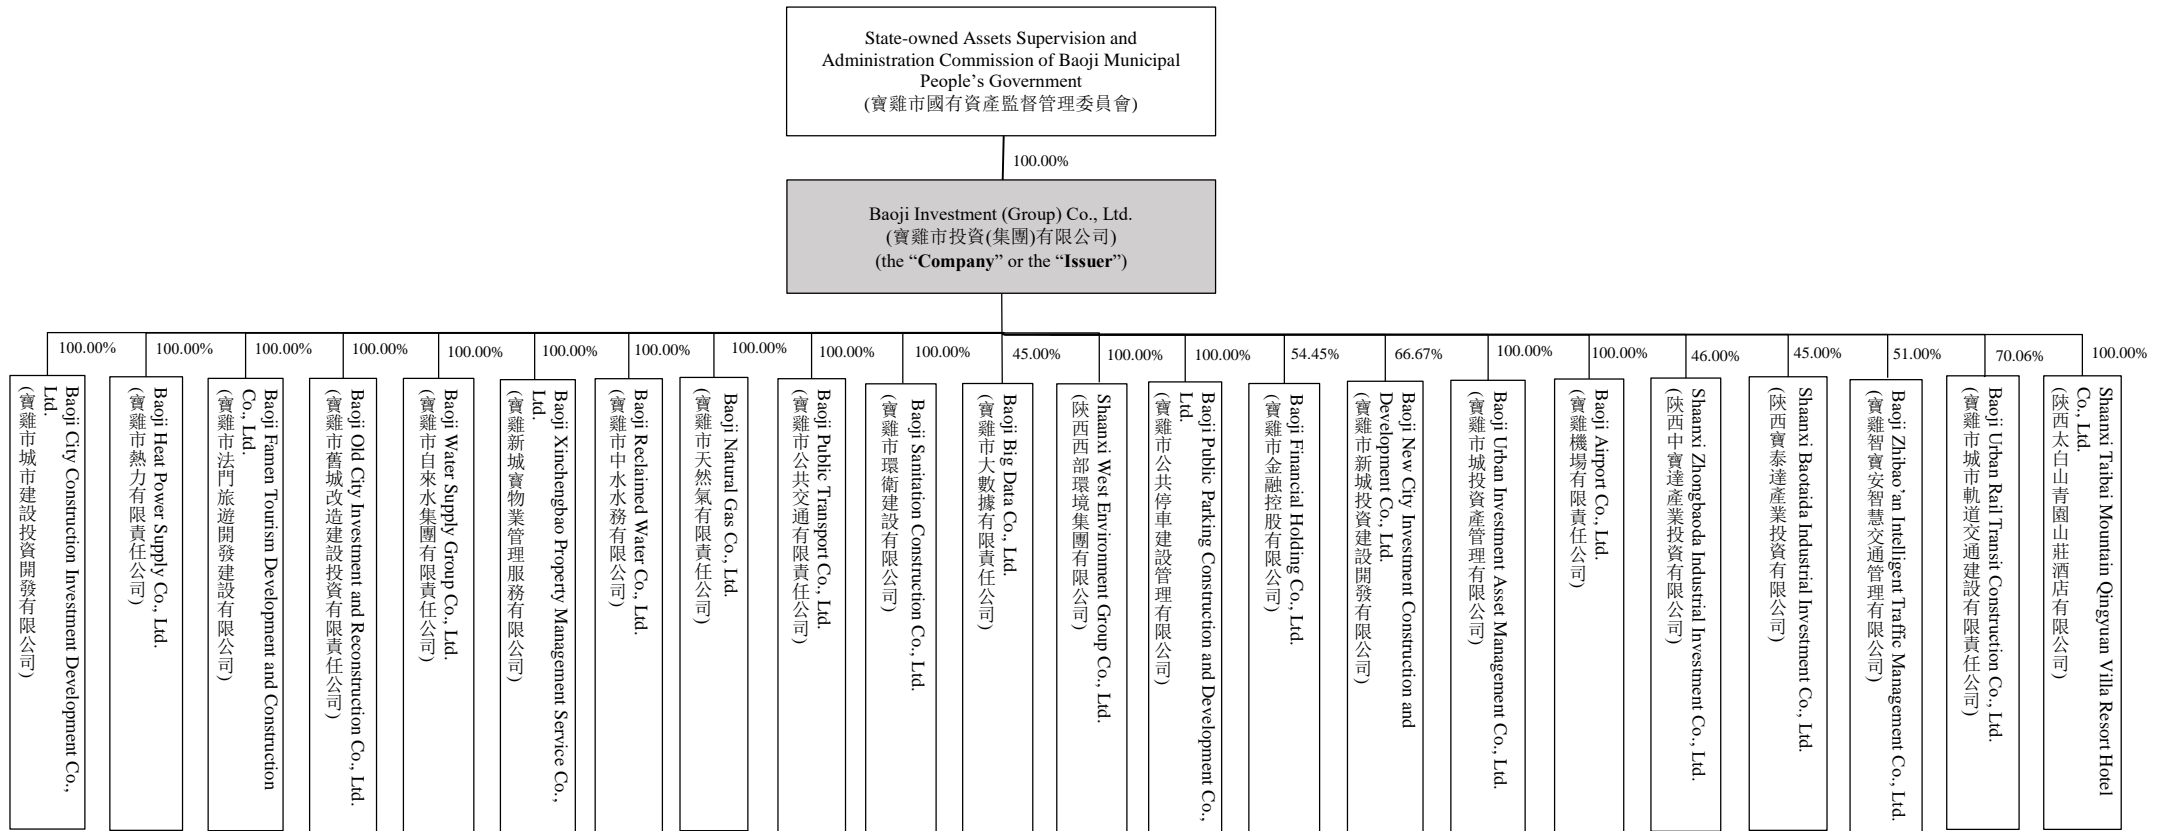 State-owned Assets Supervision and
Administration Commission of Baoji Municipal
People’s Government
(寶雞市國有資產監督管理委員會)
100.00%
Baoji Investment (Group) Co., Ltd.
(寶雞市投資(集團)有限公司)
(the “Company” or the “Issuer”)
100.00%
Baoji City Construction Investment Development Co.,
Ltd.
(寶雞市城市建設投資開發有限公司)
100.00%
Baoji Heat Power Supply Co., Ltd.
(寶雞市熱力有限責任公司)
100.00%
Baoji Famen Tourism Development and Construction
Co., Ltd.
(寶雞市法門旅遊開發建設有限公司)
100.00%
Baoji Old City Investment and Reconstruction Co., Ltd.
(寶雞市舊城改造建設投資有限責任公司)
100.00%
Baoji Water Supply Group Co., Ltd.
(寶雞市自來水集團有限責任公司)
100.00%
Baoji Xinchengbao Property Management Service Co.,
Ltd.
(寶雞新城寶物業管理服務有限公司)
100.00%
Baoji Reclaimed Water Co., Ltd.
(寶雞市中水水務有限公司)
100.00%
Baoji Natural Gas Co., Ltd.
(寶雞市天然氣有限責任公司)
100.00%
Baoji Public Transport Co., Ltd.
(寶雞市公共交通有限責任公司)
100.00%
Baoji Sanitation Construction Co., Ltd.
(寶雞市環衛建設有限公司)
45.00%
Baoji Big Data Co., Ltd.
(寶雞市大數據有限責任公司)
100.00%
Shaanxi West Environment Group Co., Ltd.
(陝西西部環境集團有限公司)
100.00%
Baoji Public Parking Construction and Development Co.,
Ltd.
(寶雞市公共停車建設管理有限公司)
54.45%
Baoji Financial Holding Co., Ltd.
(寶雞市金融控股有限公司)
66.67%
Baoji New City Investment Construction and
Development Co., Ltd.
(寶雞市新城投資建設開發有限公司)
100.00%
Baoji Urban Investment Asset Management Co., Ltd.
(寶雞市城投資產管理有限公司)
100.00%
Baoji Airport Co., Ltd.
(寶雞機場有限責任公司)
46.00%
Shaanxi Zhongbaoda Industrial Investment Co., Ltd.
(陝西中寶達產業投資有限公司)
45.00%
Shaanxi Baotaida Industrial Investment Co., Ltd.
(陝西寶泰達產業投資有限公司)
51.00%
Baoji Zhibao’an Intelligent Traffic Management Co., Ltd.
(寶雞智寶安智慧交通管理有限公司)
70.06%
Baoji Urban Rail Transit Construction Co., Ltd.
(寶雞市城市軌道交通建設有限責任公司)
100.00%
Shaanxi Taibai Mountain Qingyuan Villa Resort Hotel
Co., Ltd.
(陝西太白山青園山莊酒店有限公司)